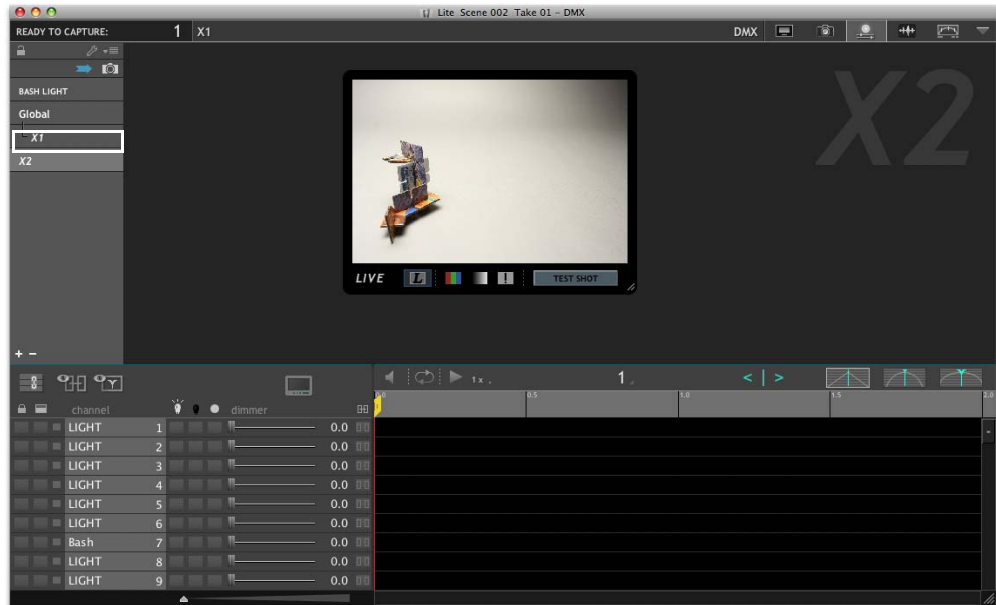 Lite Scene 002 Take 01 – DMX
READY TO CAPTURE: 1 X1 DMX
BASH LIGHT
Global
X1
X2
X2
LIVE L TEST SHOT
+ −
1 x 1 < | >
channel dimmer
0.5 1.0 1.5 2.0
LIGHT 1 0.0
LIGHT 2 0.0
LIGHT 3 0.0
LIGHT 4 0.0
LIGHT 5 0.0
LIGHT 6 0.0
Bash 7 0.0
LIGHT 8 0.0
LIGHT 9 0.0